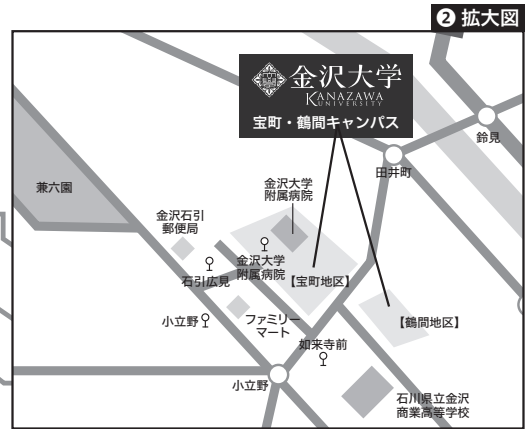 ❷ 拡大図
金沢大学
KANAZAWA
UNIVERSITY
宝町・鶴間キャンパス
鈴見
田井町
兼六園
金沢大学
附属病院
金沢石引
郵便局
金沢大学
附属病院
石引広見
【宝町地区】
小立野
ファミリー
マート
【鶴間地区】
如来寺前
小立野
石川県立金沢
商業高等学校